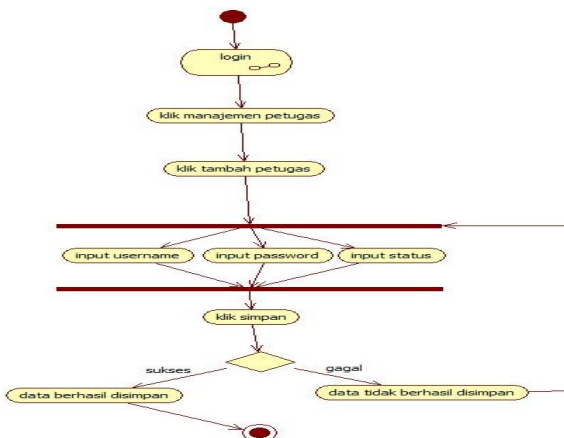 login
klik manajemen petugas
klik tambah petugas
input username
input password
input status
klik simpan
sukses
gagal
data berhasil disimpan
data tidak berhasil disimpan